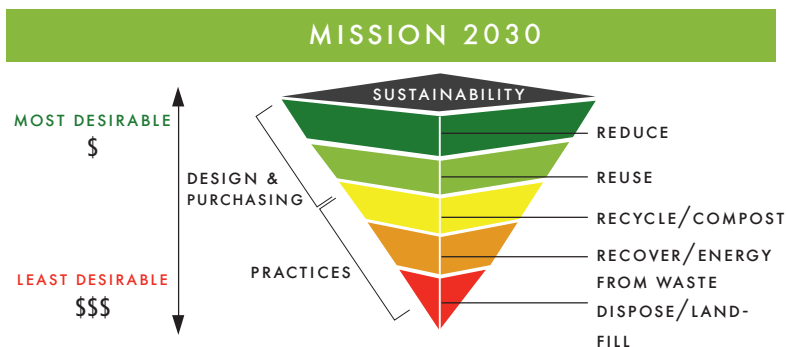 MISSION 2030
SUSTAINABILITY
MOST DESIRABLE
$
DESIGN &
PURCHASING
PRACTICES
LEAST DESIRABLE
$$$
REDUCE
REUSE
RECYCLE/COMPOST
RECOVER/ENERGY
FROM WASTE
DISPOSE/LAND-
FILL